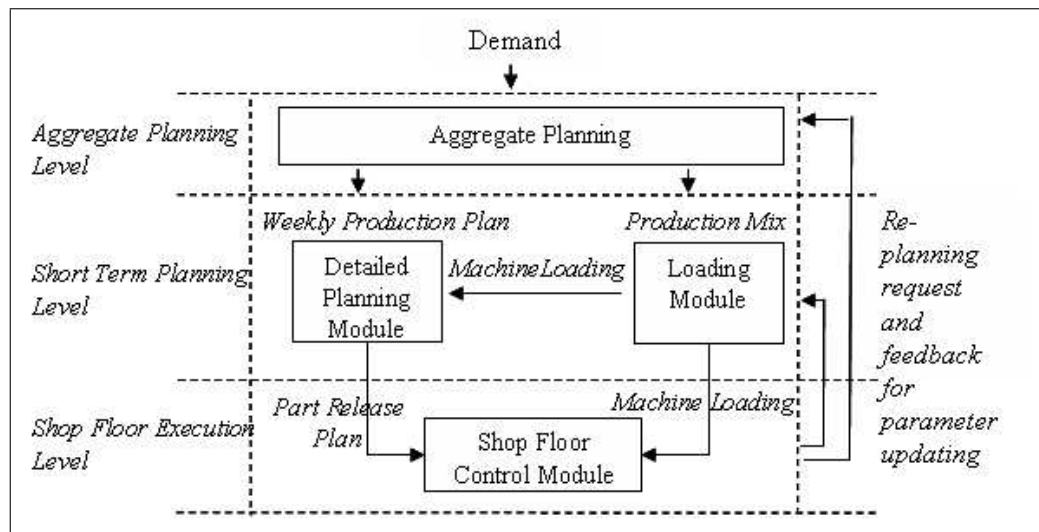 Demand
Aggregate Planning
Level
Aggregate Planning
Weekly Production Plan
Production Mix
Short Term Planning
Level
Detailed
Planning
Module
Machine Loading
Loading
Module
Re-
planning
request
and
feedback
for
parameter
updating
Shop Floor Execution
Level
Part Release
Plan
Machine Loading
Shop Floor
Control Module